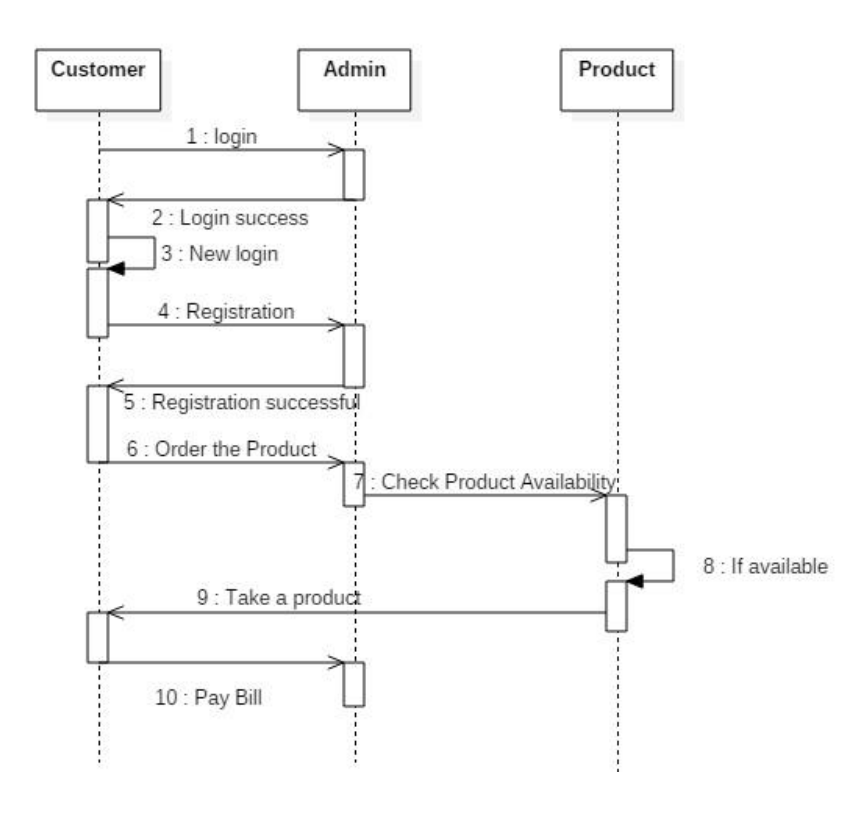 Customer
Admin
Product
1 : login
2 : Login success
3 : New login
4 : Registration
5 : Registration successful
6 : Order the Product
7 : Check Product Availability
8 : If available
9 : Take a product
10 : Pay Bill